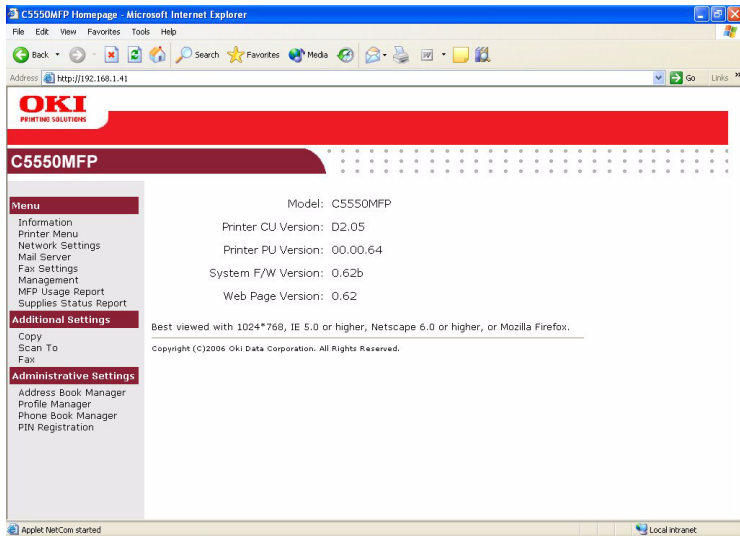 C5550MFP Homepage - Microsoft Internet Explorer
File Edit View Favorites Tools Help
Back Search Favorites Media
Address http://192.168.1.41 Go Links »
OKI
PRINTING SOLUTIONS
C5550MFP
Menu
Information
Printer Menu
Network Settings
Mail Server
Fax Settings
Management
MFP Usage Report
Supplies Status Report
Additional Settings
Copy
Scan To
Fax
Administrative Settings
Address Book Manager
Profile Manager
Phone Book Manager
PIN Registration
Model: C5550MFP
Printer CU Version: D2.05
Printer PU Version: 00.00.64
System F/W Version: 0.62b
Web Page Version: 0.62
Best viewed with 1024*768, IE 5.0 or higher, Netscape 6.0 or higher, or Mozilla Firefox.
Copyright (C)2006 Oki Data Corporation. All Rights Reserved.
Applet NetCom started Local intranet